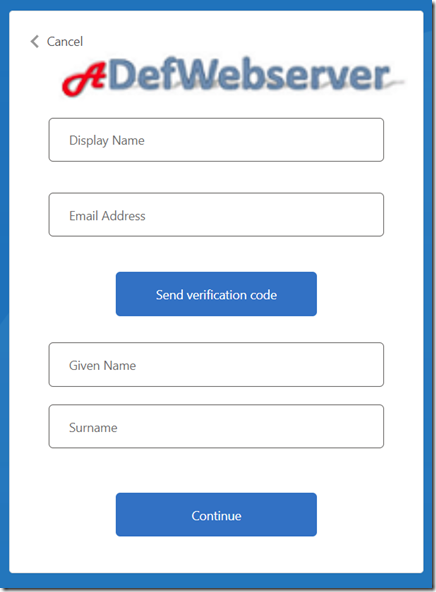 Cancel
ADefWebserver
Display Name
Email Address
Send verification code
Given Name
Surname
Continue